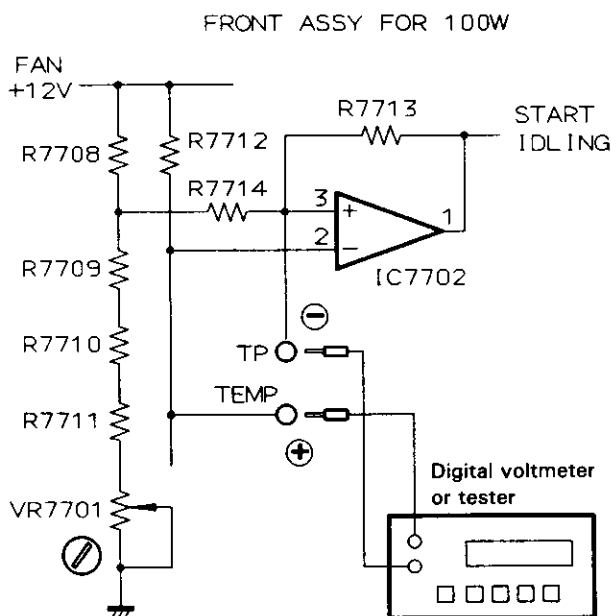 FRONT ASSY FOR 100W
FAN
+12V
R7708
R7712
R7713
START
IDLING
R7714
3
+
1
2
−
IC7702
R7709
−
R7710
TP
TEMP
R7711
+
Digital voltmeter
or tester
VR7701